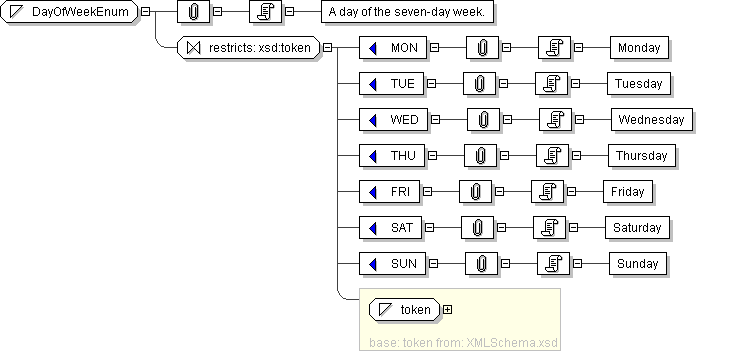 DayOfWeekEnum A day of the seven-day week.
restricts: xsd:token MON Monday
TUE Tuesday
WED Wednesday
THU Thursday
FRI Friday
SAT Saturday
SUN Sunday
token
base: token from: XMLSchema.xsd